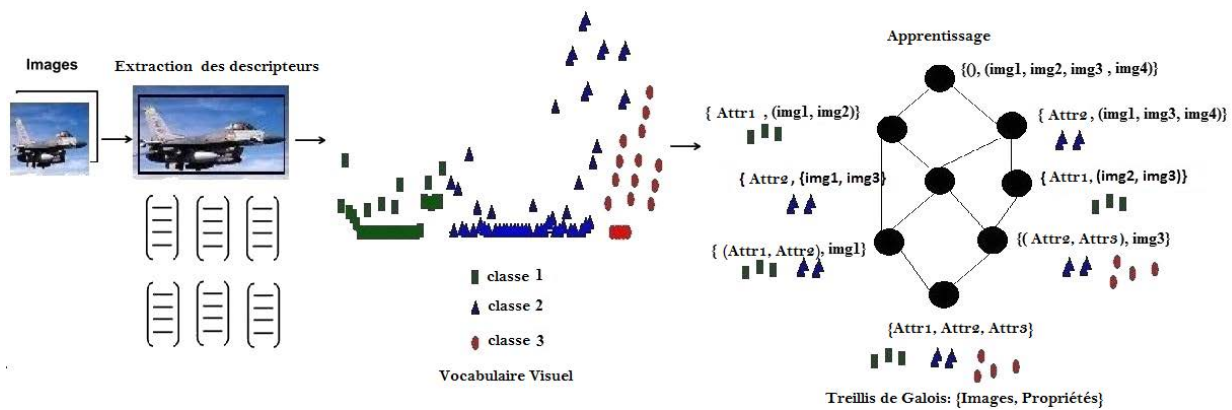 Images
Extraction des descripteurs
classe 1
classe 2
classe 3
Vocabulaire Visuel
Apprentissage
{(), (img1, img2, img3 , img4)}
{ Attr1 , (img1, img2)}
{ Attr2 , (img1, img3, img4)}
{ Attr2, {img1, img3}
{ Attr1, (img2, img3)}
{ (Attr1, Attr2), img1}
{( Attr2, Attr3), img3}
{Attr1, Attr2, Attr3}
Treillis de Galois: {Images, Propriétés}